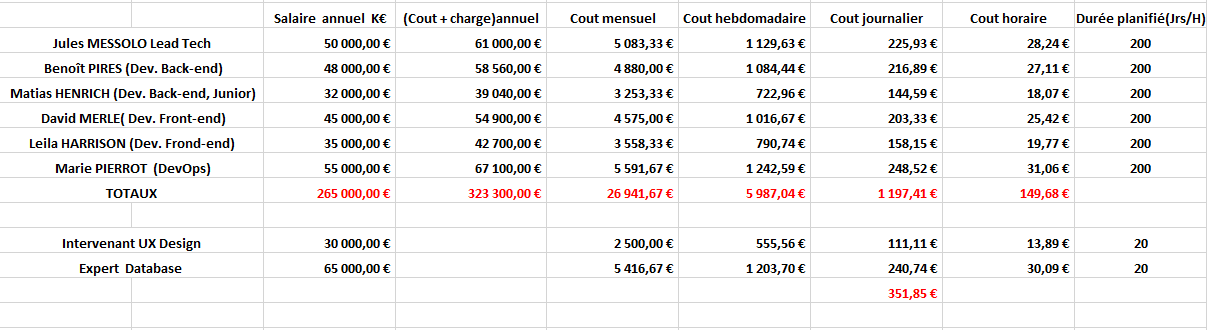 Salaire annuel K€ (Cout + charge)annuel Cout mensuel Cout hebdomadaire Cout journalier Cout horaire Durée planifié(Jrs/H)
Jules MESSOLO Lead Tech 50 000,00 € 61 000,00 € 5 083,33 € 1 129,63 € 225,93 € 28,24 € 200
Benoît PIRES (Dev. Back-end) 48 000,00 € 58 560,00 € 4 880,00 € 1 084,44 € 216,89 € 27,11 € 200
Matias HENRICH (Dev. Back-end, Junior) 32 000,00 € 39 040,00 € 3 253,33 € 722,96 € 144,59 € 18,07 € 200
David MERLE( Dev. Front-end) 45 000,00 € 54 900,00 € 4 575,00 € 1 016,67 € 203,33 € 25,42 € 200
Leila HARRISON (Dev. Frond-end) 35 000,00 € 42 700,00 € 3 558,33 € 790,74 € 158,15 € 19,77 € 200
Marie PIERROT (DevOps) 55 000,00 € 67 100,00 € 5 591,67 € 1 242,59 € 248,52 € 31,06 € 200
TOTAUX 265 000,00 € 323 300,00 € 26 941,67 € 5 987,04 € 1 197,41 € 149,68 €
Intervenant UX Design 30 000,00 € 2 500,00 € 555,56 € 111,11 € 13,89 € 20
Expert Database 65 000,00 € 5 416,67 € 1 203,70 € 240,74 € 30,09 € 20
351,85 €